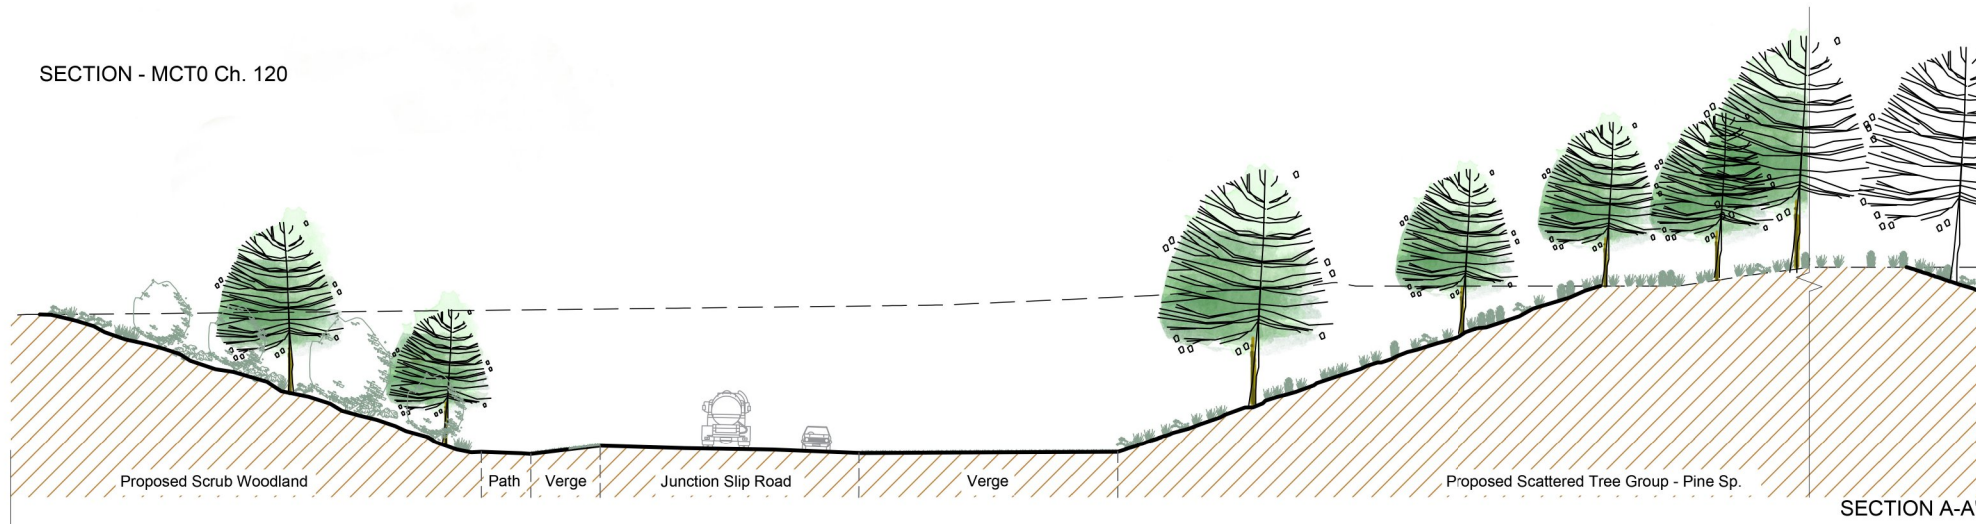 SECTION - MCT0 Ch. 120
Proposed Scrub Woodland
Path
Verge
Junction Slip Road
Verge
Proposed Scattered Tree Group - Pine Sp.
SECTION A-A'